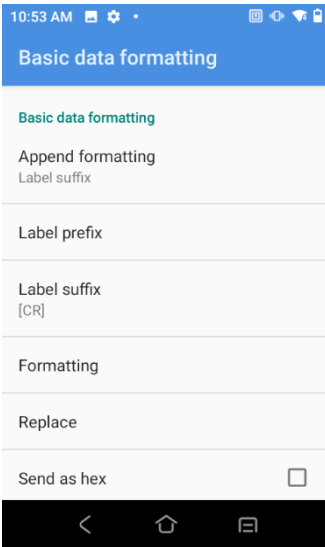 10:53 AM
Basic data formatting
Basic data formatting
Append formatting
Label suffix
Label prefix
Label suffix
[CR]
Formatting
Replace
Send as hex